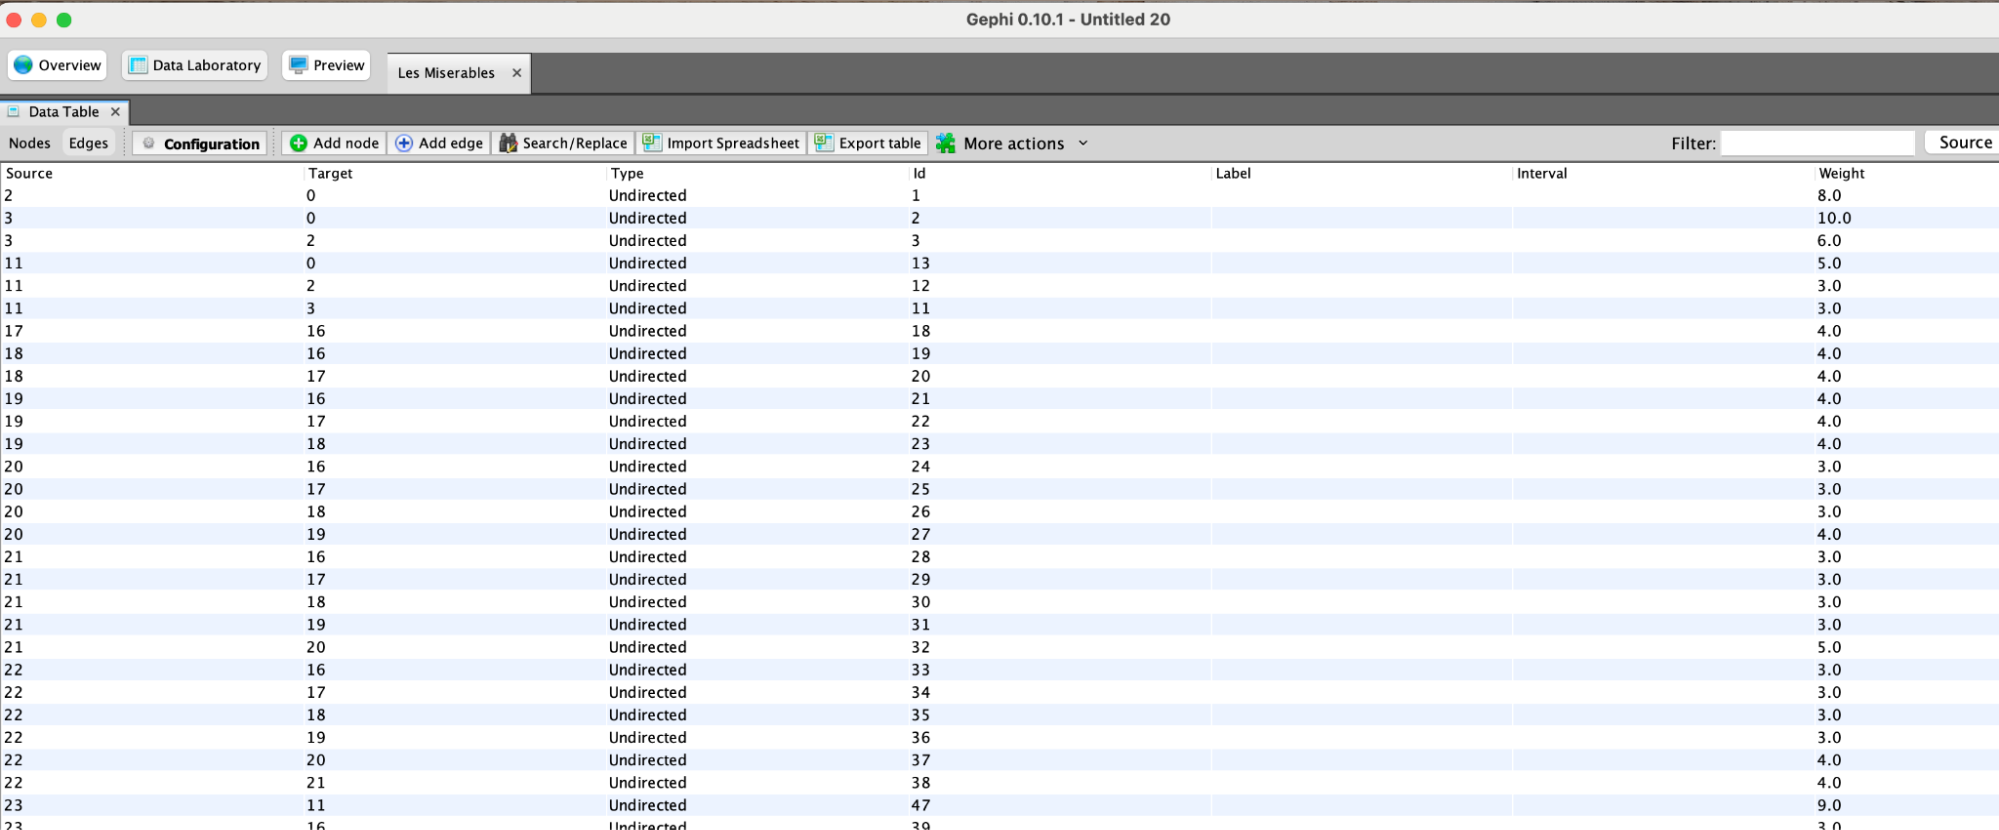 Gephi 0.10.1 - Untitled 20
Overview Data Laboratory Preview Les Miserables
Data Table
Nodes Edges Configuration Add node Add edge Search/Replace Import Spreadsheet Export table More actions Filter: Source
Source Target Type Id Label Interval Weight
2 0 Undirected 1 8.0
3 0 Undirected 2 10.0
3 2 Undirected 3 6.0
11 0 Undirected 13 5.0
11 2 Undirected 12 3.0
11 3 Undirected 11 3.0
17 16 Undirected 18 4.0
18 16 Undirected 19 4.0
18 17 Undirected 20 4.0
19 16 Undirected 21 4.0
19 17 Undirected 22 4.0
19 18 Undirected 23 4.0
20 16 Undirected 24 3.0
20 17 Undirected 25 3.0
20 18 Undirected 26 3.0
20 19 Undirected 27 4.0
21 16 Undirected 28 3.0
21 17 Undirected 29 3.0
21 18 Undirected 30 3.0
21 19 Undirected 31 3.0
21 20 Undirected 32 5.0
22 16 Undirected 33 3.0
22 17 Undirected 34 3.0
22 18 Undirected 35 3.0
22 19 Undirected 36 3.0
22 20 Undirected 37 4.0
22 21 Undirected 38 4.0
23 11 Undirected 47 9.0
23 16 Undirected 39 3.0